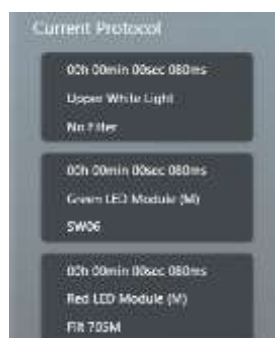 Current Protocol
00h 00min 00sec 080ms
Upper White Light
No Filter
00h 00min 00sec 080ms
Green LED Module (M)
SW06
00h 00min 00sec 080ms
Red LED Module (M)
Filt 705M